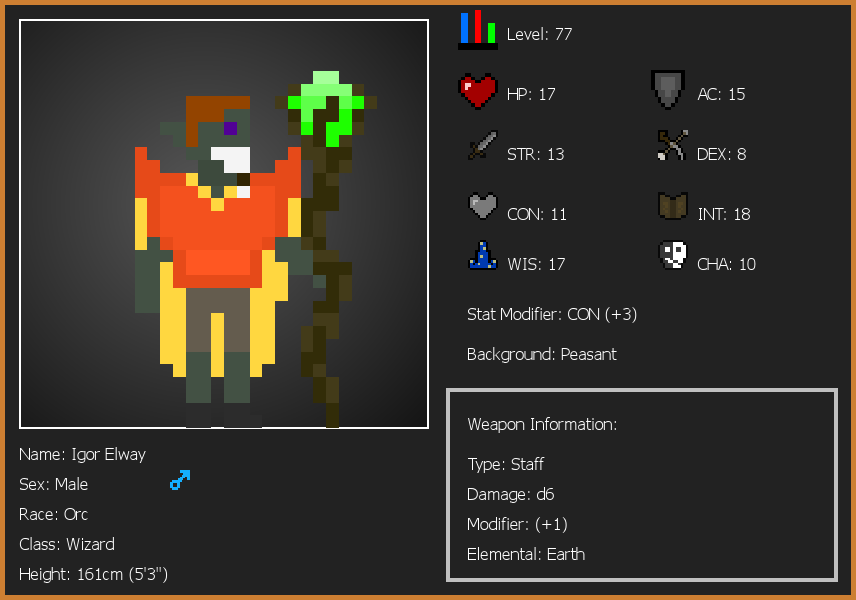 Level: 77
HP: 17
AC: 15
STR: 13
DEX: 8
CON: 11
INT: 18
WIS: 17
CHA: 10
Stat Modifier: CON (+3)
Background: Peasant
Weapon Information:
Type: Staff
Damage: d6
Modifier: (+1)
Elemental: Earth
Name: Igor Elway
Sex: Male
Race: Orc
Class: Wizard
Height: 161cm (5'3")